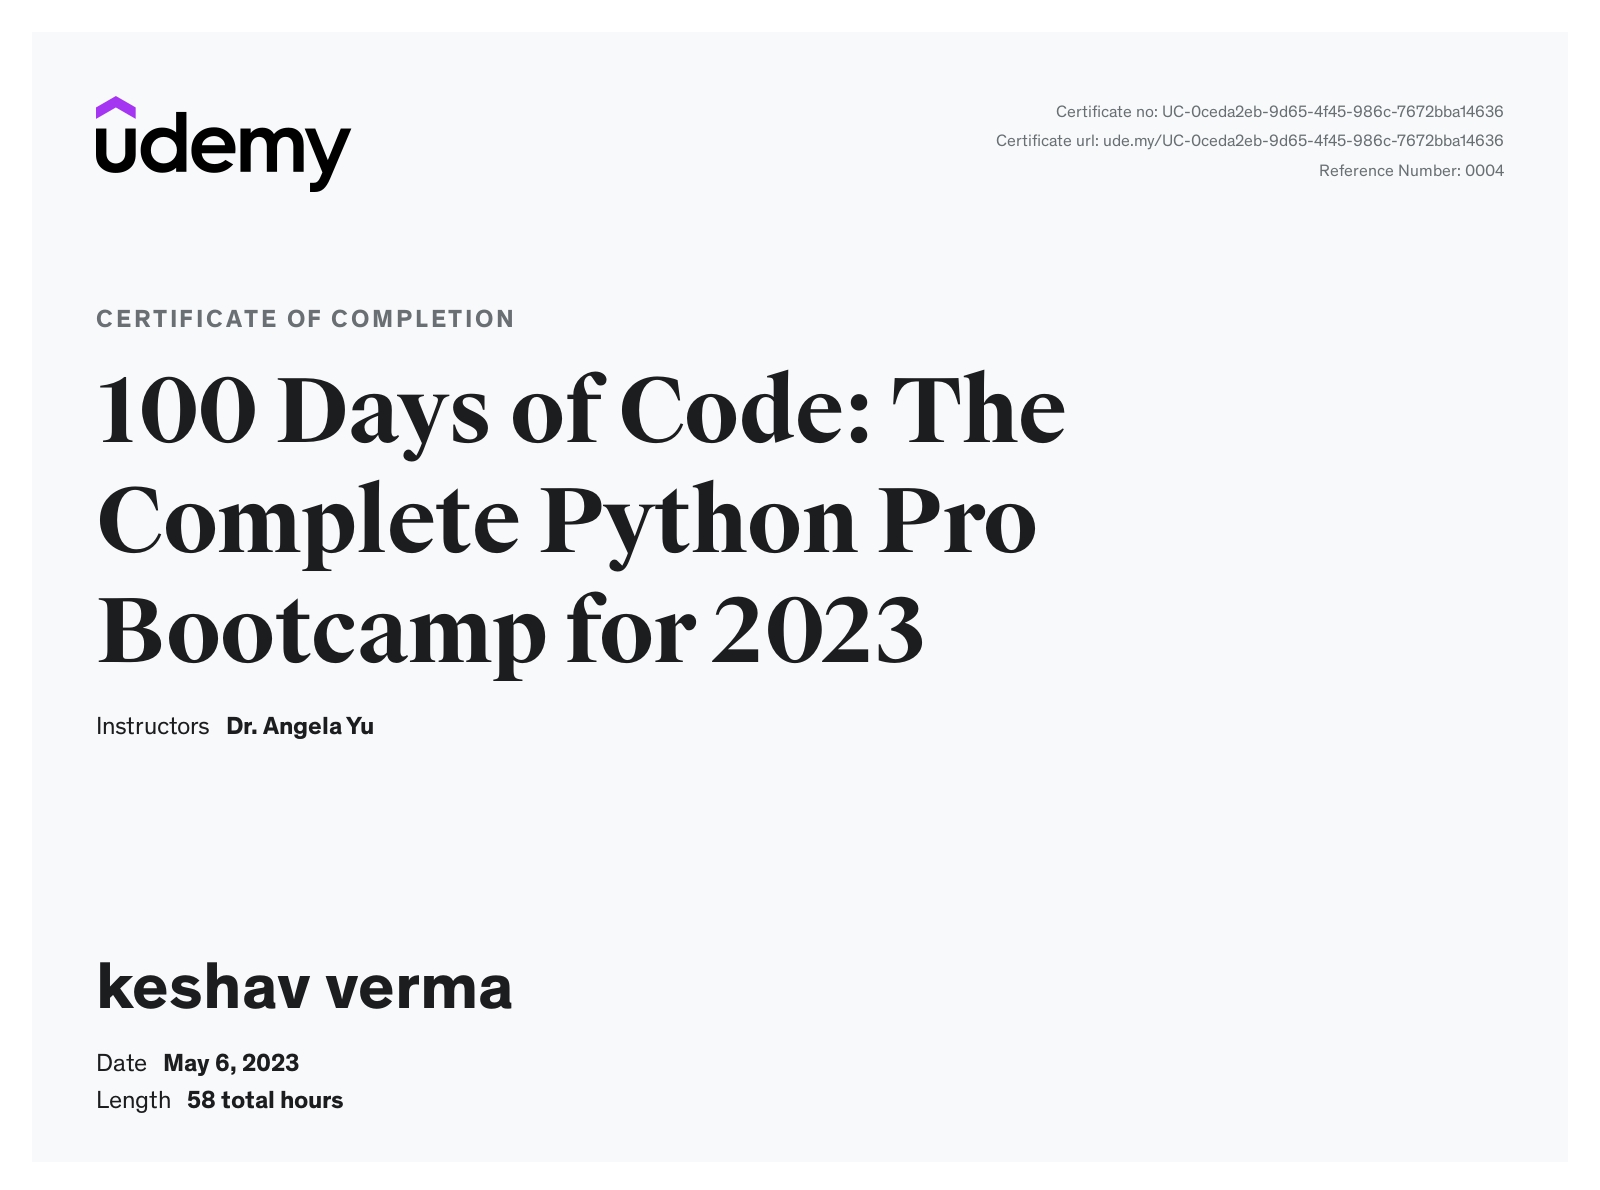 udemy
Certificate no: UC-0ceda2eb-9d65-4f45-986c-7672bba14636
Certificate url: ude.my/UC-0ceda2eb-9d65-4f45-986c-7672bba14636
Reference Number: 0004
CERTIFICATE OF COMPLETION
100 Days of Code: The
Complete Python Pro
Bootcamp for 2023
Instructors Dr. Angela Yu
keshav verma
Date May 6, 2023
Length 58 total hours